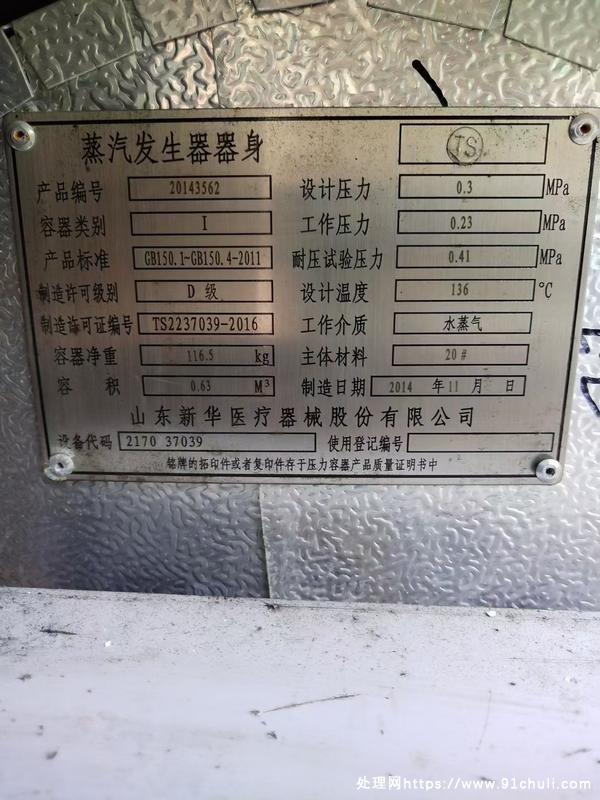 蒸汽发生器器身 TS
产品编号 20143562 设计压力 0.3 MPa
容器类别 I 工作压力 0.23 MPa
产品标准 GB150.1-GB150.4-2011 耐压试验压力 0.41 MPa
制造许可级别 D 级 设计温度 136 °C
制造许可证编号 TS2237039-2016 工作介质 水蒸气
容器净重 116.5 kg 主体材料 20#
容 积 0.63 M³ 制造日期 2014 年 11 月 日
山东新华医疗器械股份有限公司
设备代码 2170 37039 使用登记编号
铭牌的拓印件或者复印件存于压力容器产品质量证明书中
处理网https://www.91chuli.com